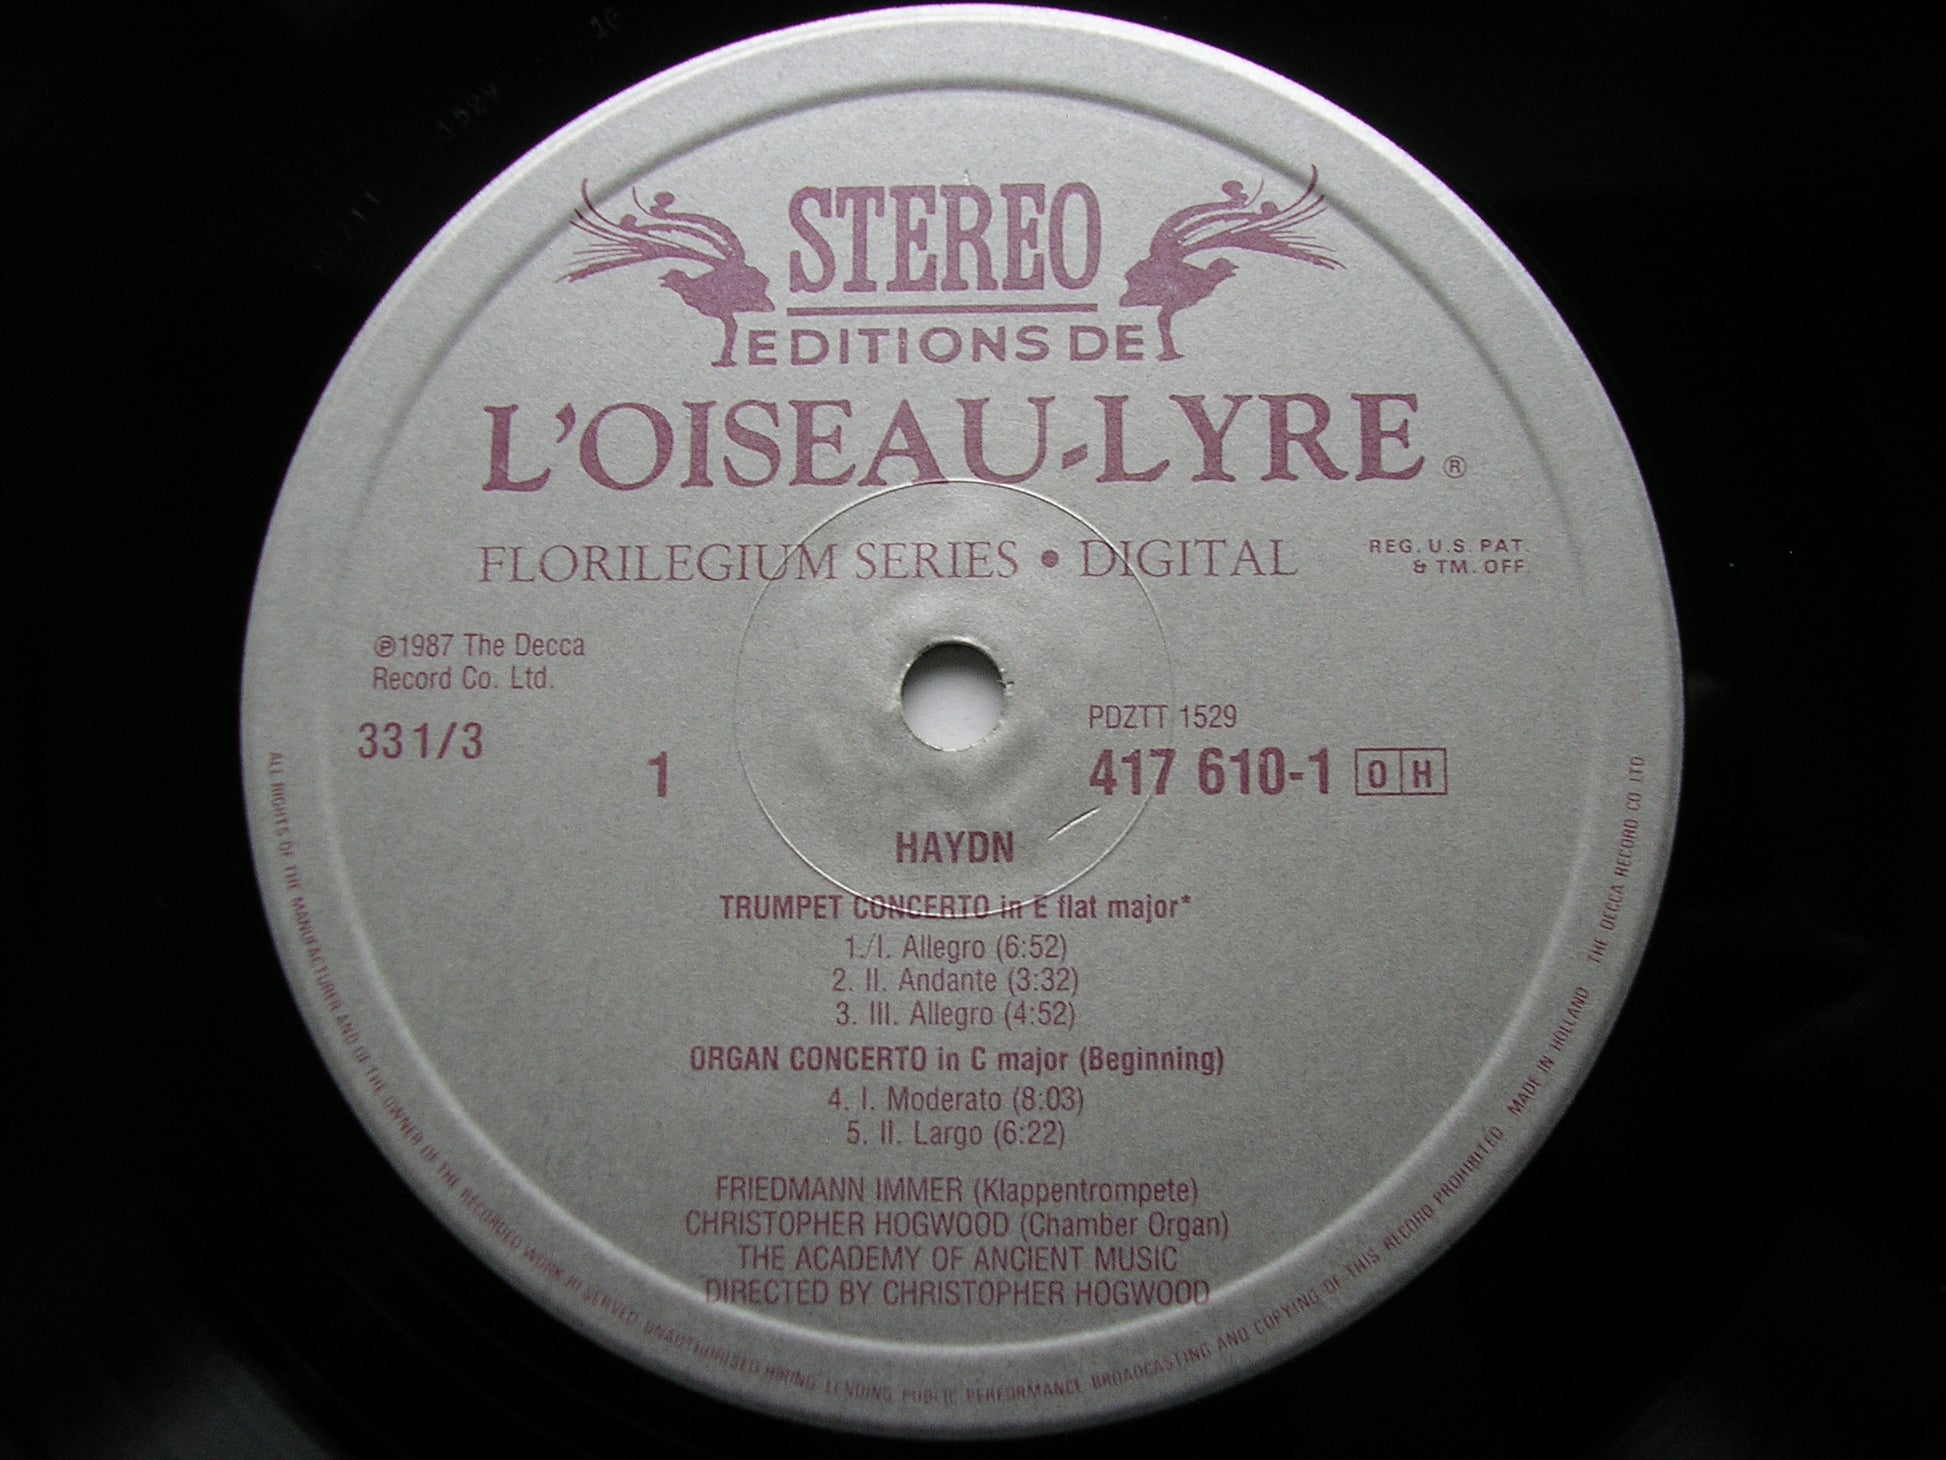 STEREO
EDITIONS DE
L'OISEAU-LYRE ®
FLORILEGIUM SERIES • DIGITAL
REG. U.S. PAT.
& TM. OFF.
℗1987 The Decca
Record Co. Ltd.
33 1/3
1
PDZTT 1529
417 610-1 O H
HAYDN
TRUMPET CONCERTO in E flat major*
1./I. Allegro (6:52)
2. II. Andante (3:32)
3. III. Allegro (4:52)
ORGAN CONCERTO in C major (Beginning)
4. I. Moderato (8:03)
5. II. Largo (6:22)
FRIEDMANN IMMER (Klappentrompete)
CHRISTOPHER HOGWOOD (Chamber Organ)
THE ACADEMY OF ANCIENT MUSIC
DIRECTED BY CHRISTOPHER HOGWOOD
ALL RIGHTS OF THE MANUFACTURER AND OF THE OWNER OF THE RECORDED WORK RESERVED UNAUTHORISED HIRING LENDING PUBLIC PERFORMANCE BROADCASTING AND COPYING OF THIS RECORD PROHIBITED MADE IN HOLLAND THE DECCA RECORD CO LTD